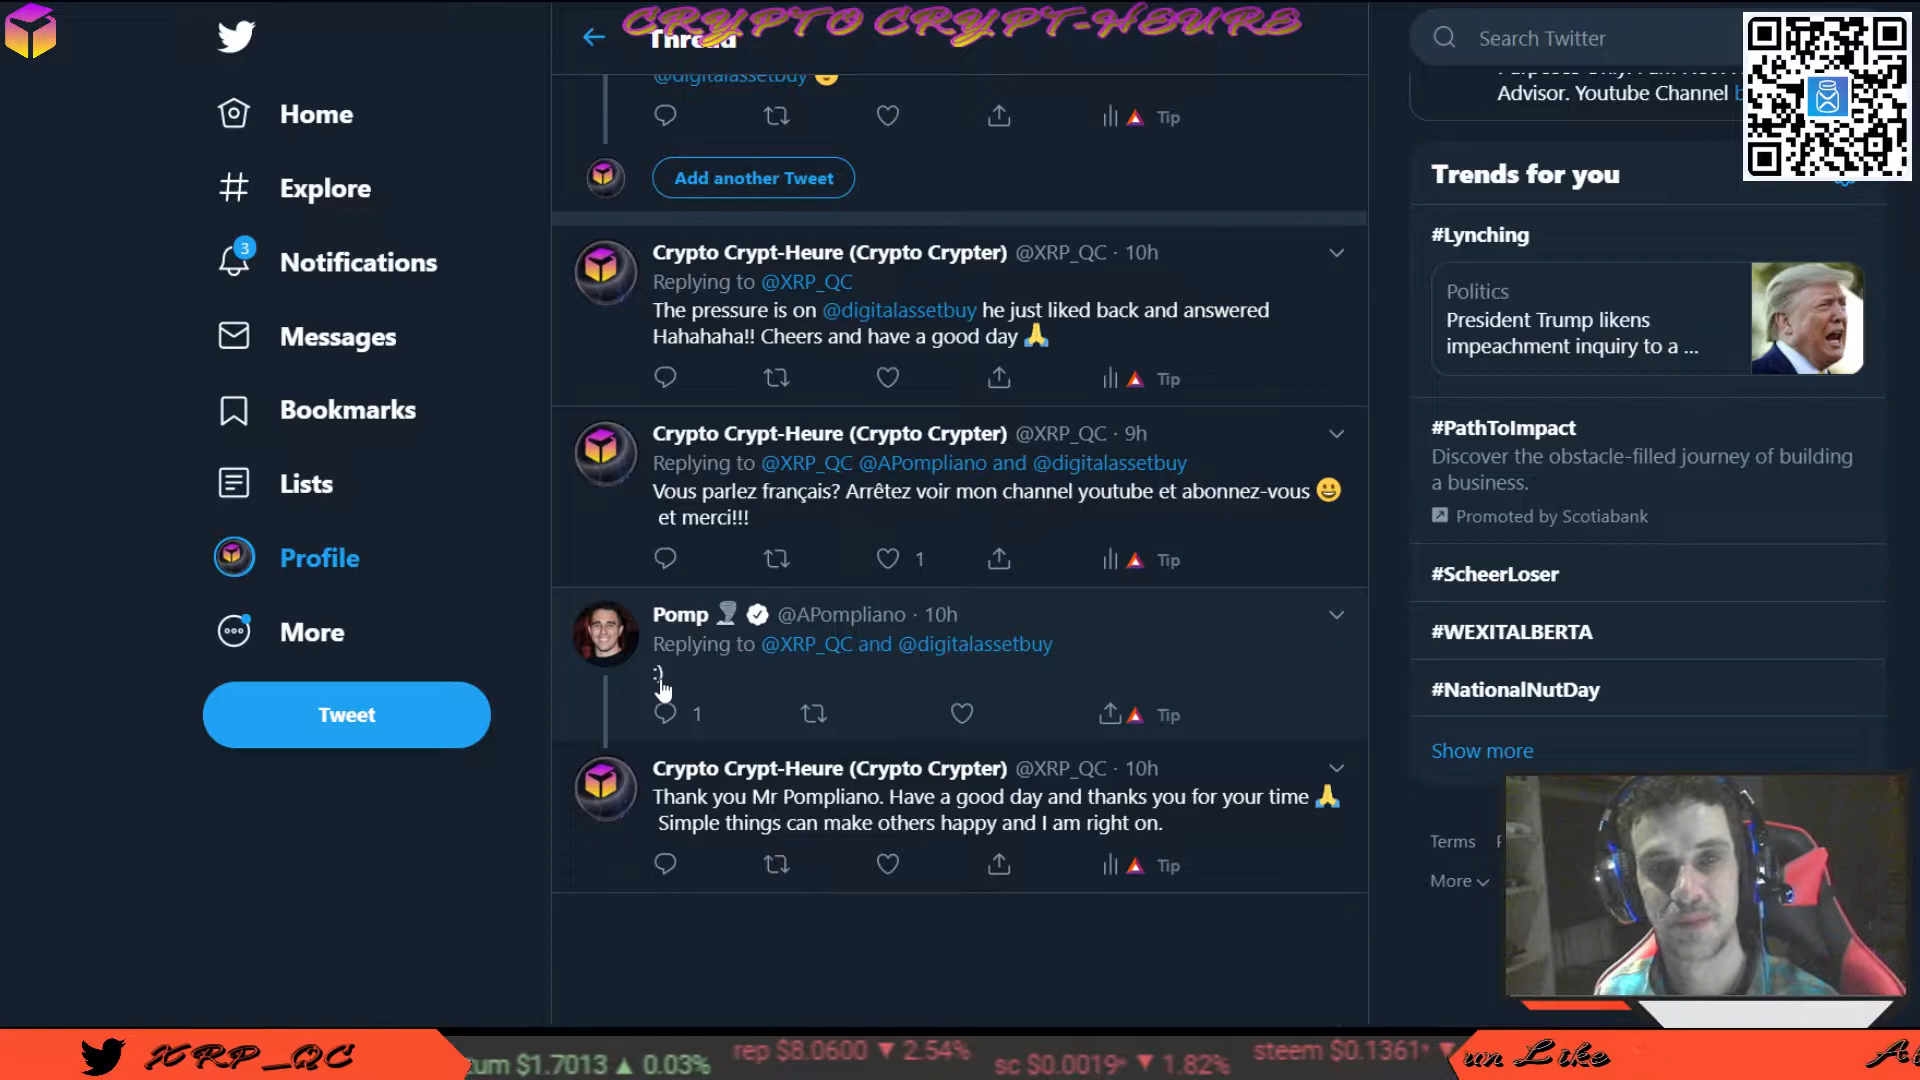 CRYPTO CRYPT-HEURE
Thread
Search Twitter
Advisor. Youtube Channel
Home
Explore
3
Notifications
Messages
Bookmarks
Lists
Profile
More
Tweet
@digitalassetbuy 
Tip
Add another Tweet
Crypto Crypt-Heure (Crypto Crypter) @XRP_QC · 10h
Replying to @XRP_QC
The pressure is on @digitalassetbuy he just liked back and answered
Hahahaha!! Cheers and have a good day 🙏
Tip
Crypto Crypt-Heure (Crypto Crypter) @XRP_QC · 9h
Replying to @XRP_QC @APompliano and @digitalassetbuy
Vous parlez français? Arrêtez voir mon channel youtube et abonnez-vous 😀
et merci!!!
1 Tip
Pomp @APompliano · 10h
Replying to @XRP_QC and @digitalassetbuy
:)
1 Tip
Crypto Crypt-Heure (Crypto Crypter) @XRP_QC · 10h
Thank you Mr Pompliano. Have a good day and thanks you for your time 🙏
Simple things can make others happy and I am right on.
Tip
Trends for you
#Lynching
Politics
President Trump likens
impeachment inquiry to a ...
#PathToImpact
Discover the obstacle-filled journey of building
a business.
Promoted by Scotiabank
#ScheerLoser
#WEXITALBERTA
#NationalNutDay
Show more
Terms
More
XRP_QC
um $1.7013 ▲ 0.03%
rep $8.0600 ▼ 2.54%
sc $0.0019* ▼ 1.82%
steem $0.1361* ▼
un Like